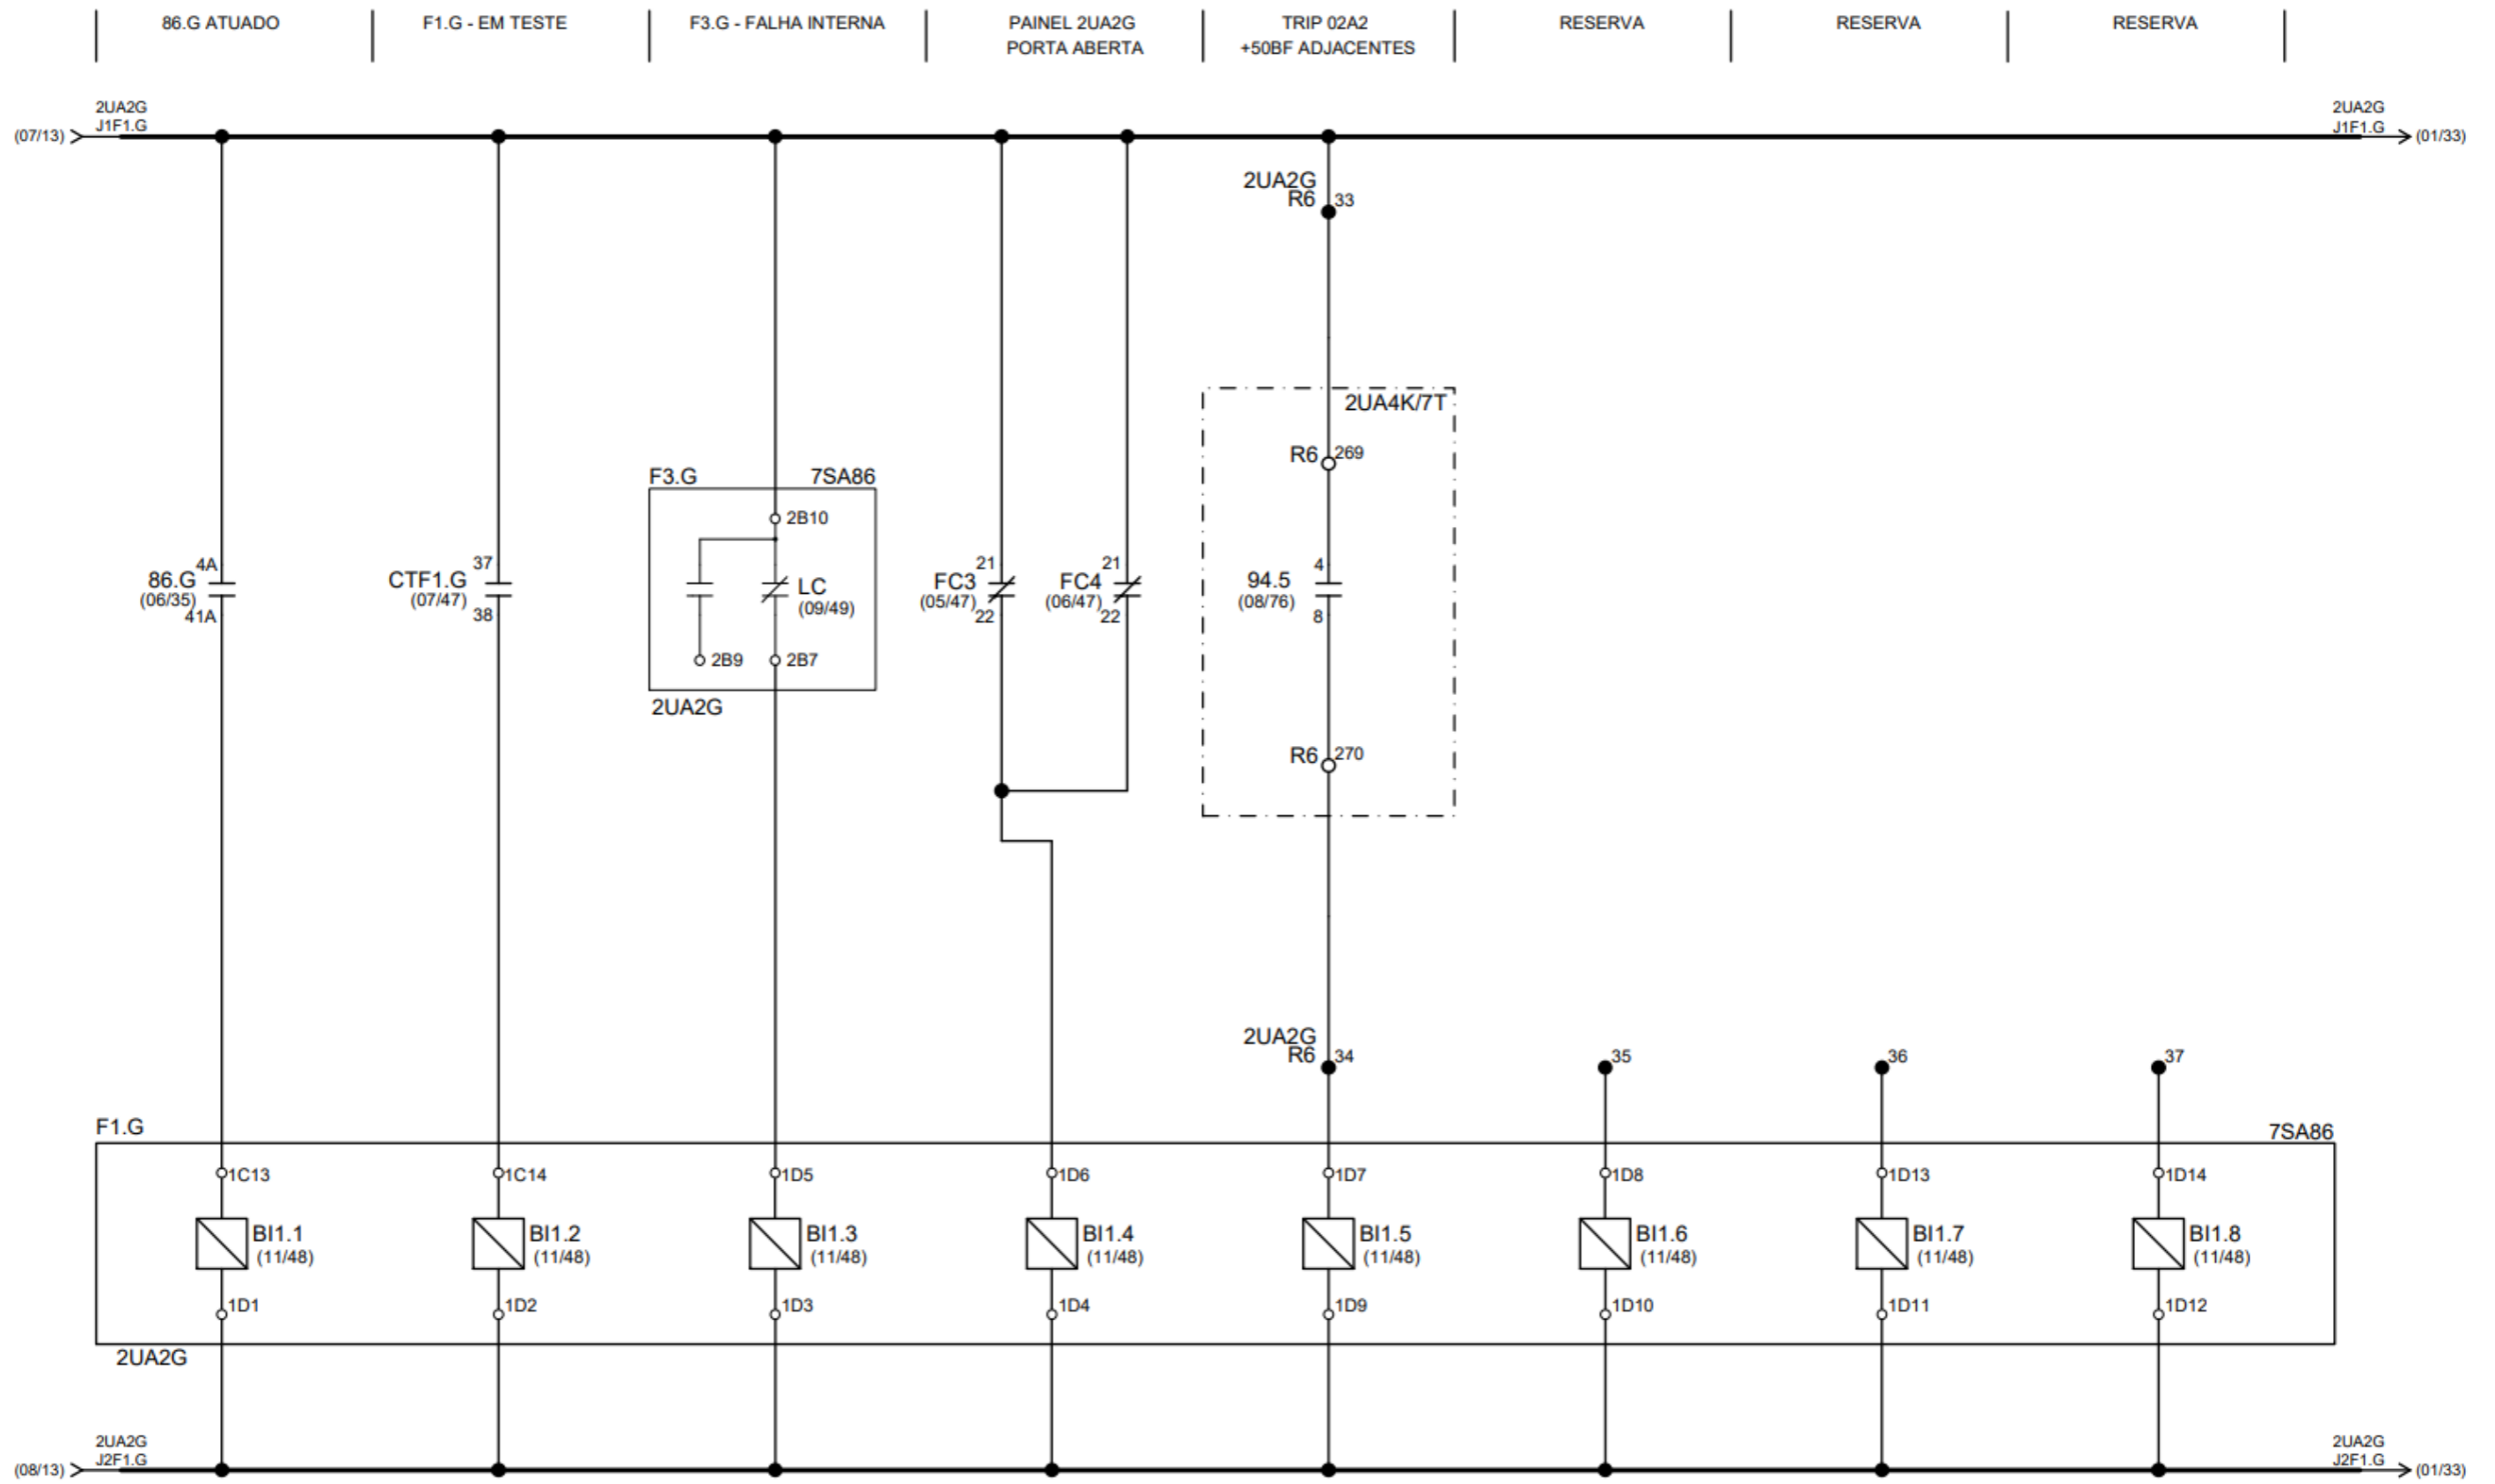 86.G ATUADO
F1.G - EM TESTE
F3.G - FALHA INTERNA
PAINEL 2UA2G
PORTA ABERTA
TRIP 02A2
+50BF ADJACENTES
RESERVA
RESERVA
RESERVA
2UA2G
J1F1.G
(07/13)
2UA2G
J1F1.G
(01/33)
2UA2G
R6 33
2UA4K/7T
R6 269
F3.G 7SA86
2B10
4A
86.G
(06/35)
41A
37
CTF1.G
(07/47)
38
LC
(09/49)
2B9
2B7
2UA2G
21
FC3
(05/47)
22
21
FC4
(06/47)
22
4
94.5
(08/76)
8
R6 270
2UA2G
R6 34
35
36
37
F1.G
7SA86
1C13
1C14
1D5
1D6
1D7
1D8
1D13
1D14
BI1.1
(11/48)
BI1.2
(11/48)
BI1.3
(11/48)
BI1.4
(11/48)
BI1.5
(11/48)
BI1.6
(11/48)
BI1.7
(11/48)
BI1.8
(11/48)
1D1
1D2
1D3
1D4
1D9
1D10
1D11
1D12
2UA2G
2UA2G
J2F1.G
(08/13)
2UA2G
J2F1.G
(01/33)